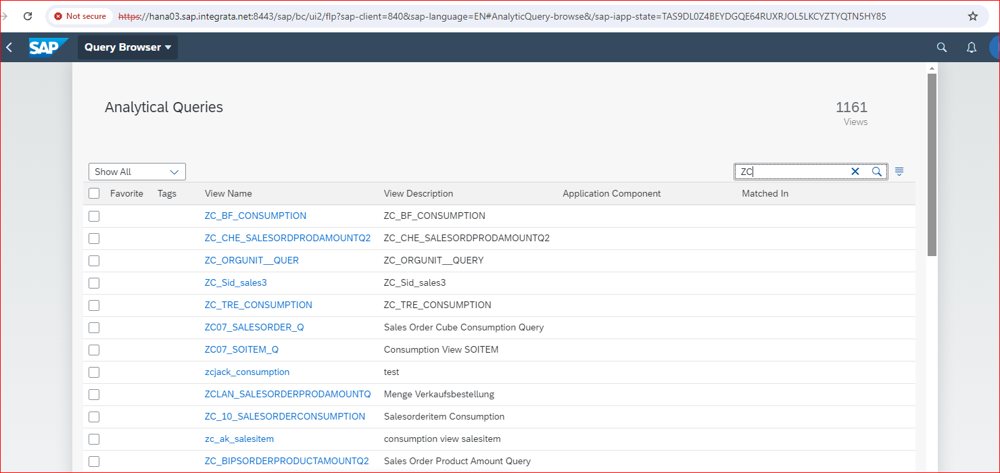 Not secure https://hana03.sap.integrata.net:8443/sap/bc/ui2/flp?sap-client=840&sap-language=EN#AnalyticQuery-browse&/sap-iapp-state=TAS9DL0Z4BEYDGQE64RUXRJOL5LKCYZTYQTN5HY85
SAP Query Browser
Analytical Queries 1161
Views
Show All ZC
Favorite Tags View Name View Description Application Component Matched In
ZC_BF_CONSUMPTION ZC_BF_CONSUMPTION
ZC_CHE_SALESORDPRODAMOUNTQ2 ZC_CHE_SALESORDPRODAMOUNTQ2
ZC_ORGUNIT__QUER ZC_ORGUNIT__QUERY
ZC_Sid_sales3 ZC_Sid_sales3
ZC_TRE_CONSUMPTION ZC_TRE_CONSUMPTION
ZC07_SALESORDER_Q Sales Order Cube Consumption Query
ZC07_SOITEM_Q Consumption View SOITEM
zcjack_consumption test
ZCLAN_SALESORDERPRODAMOUNTQ Menge Verkaufsbestellung
ZC_10_SALESORDERCONSUMPTION Salesorderitem Consumption
zc_ak_salesitem consumption view salesitem
ZC_BIPSORDERPRODUCTAMOUNTQ2 Sales Order Product Amount Query